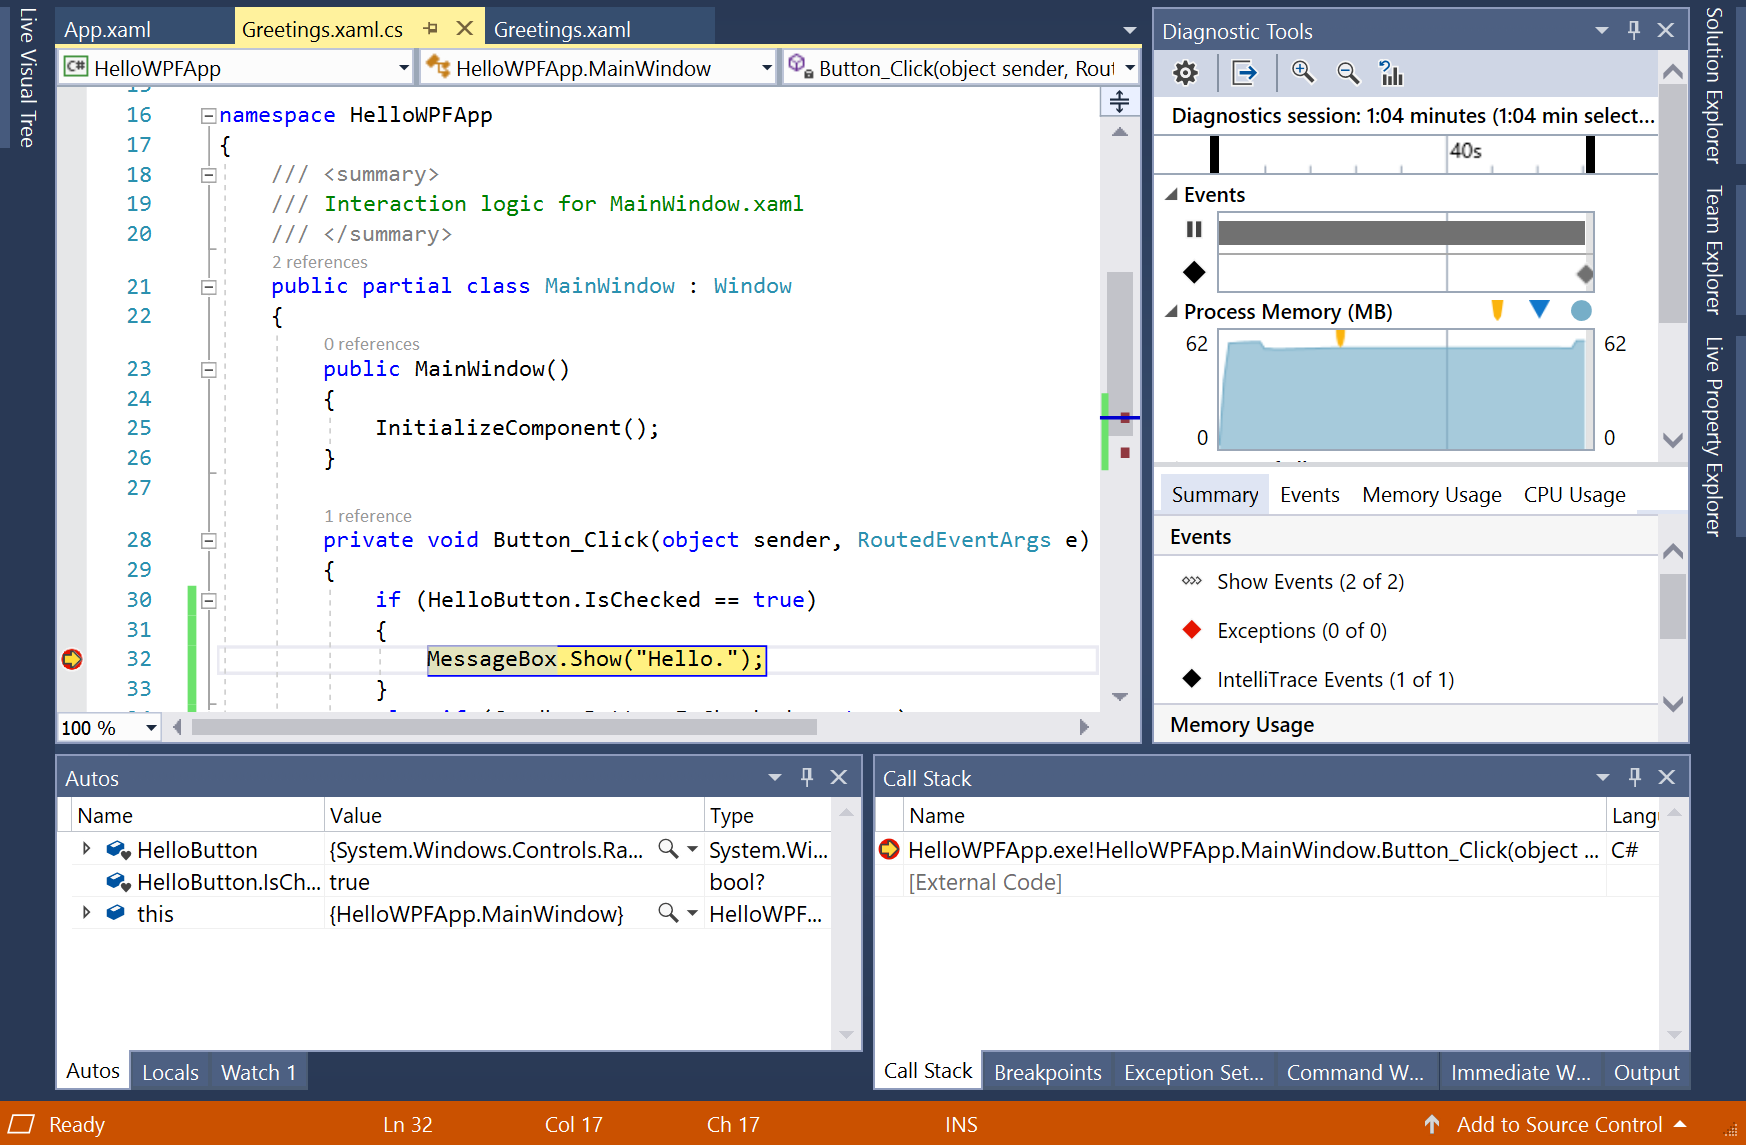 Live Visual Tree
App.xaml
Greetings.xaml.cs
Greetings.xaml
C# HelloWPFApp
HelloWPFApp.MainWindow
Button_Click(object sender, Rout
15
16 namespace HelloWPFApp
17 {
18 /// <summary>
19 /// Interaction logic for MainWindow.xaml
20 /// </summary>
2 references
21 public partial class MainWindow : Window
22 {
0 references
23 public MainWindow()
24 {
25 InitializeComponent();
26 }
27
1 reference
28 private void Button_Click(object sender, RoutedEventArgs e)
29 {
30 if (HelloButton.IsChecked == true)
31 {
32 MessageBox.Show("Hello.");
33 }
100 %
Diagnostic Tools
Diagnostics session: 1:04 minutes (1:04 min select...
40s
Events
Process Memory (MB)
62 62
0 0
Summary Events Memory Usage CPU Usage
Events
Show Events (2 of 2)
Exceptions (0 of 0)
IntelliTrace Events (1 of 1)
Memory Usage
Solution Explorer
Team Explorer
Live Property Explorer
Autos
Name Value Type
HelloButton {System.Windows.Controls.Ra... System.Wi...
HelloButton.IsCh... true bool?
this {HelloWPFApp.MainWindow} HelloWPF...
Autos Locals Watch 1
Call Stack
Name Langu
HelloWPFApp.exe!HelloWPFApp.MainWindow.Button_Click(object ... C#
[External Code]
Call Stack Breakpoints Exception Set... Command W... Immediate W... Output
Ready Ln 32 Col 17 Ch 17 INS Add to Source Control